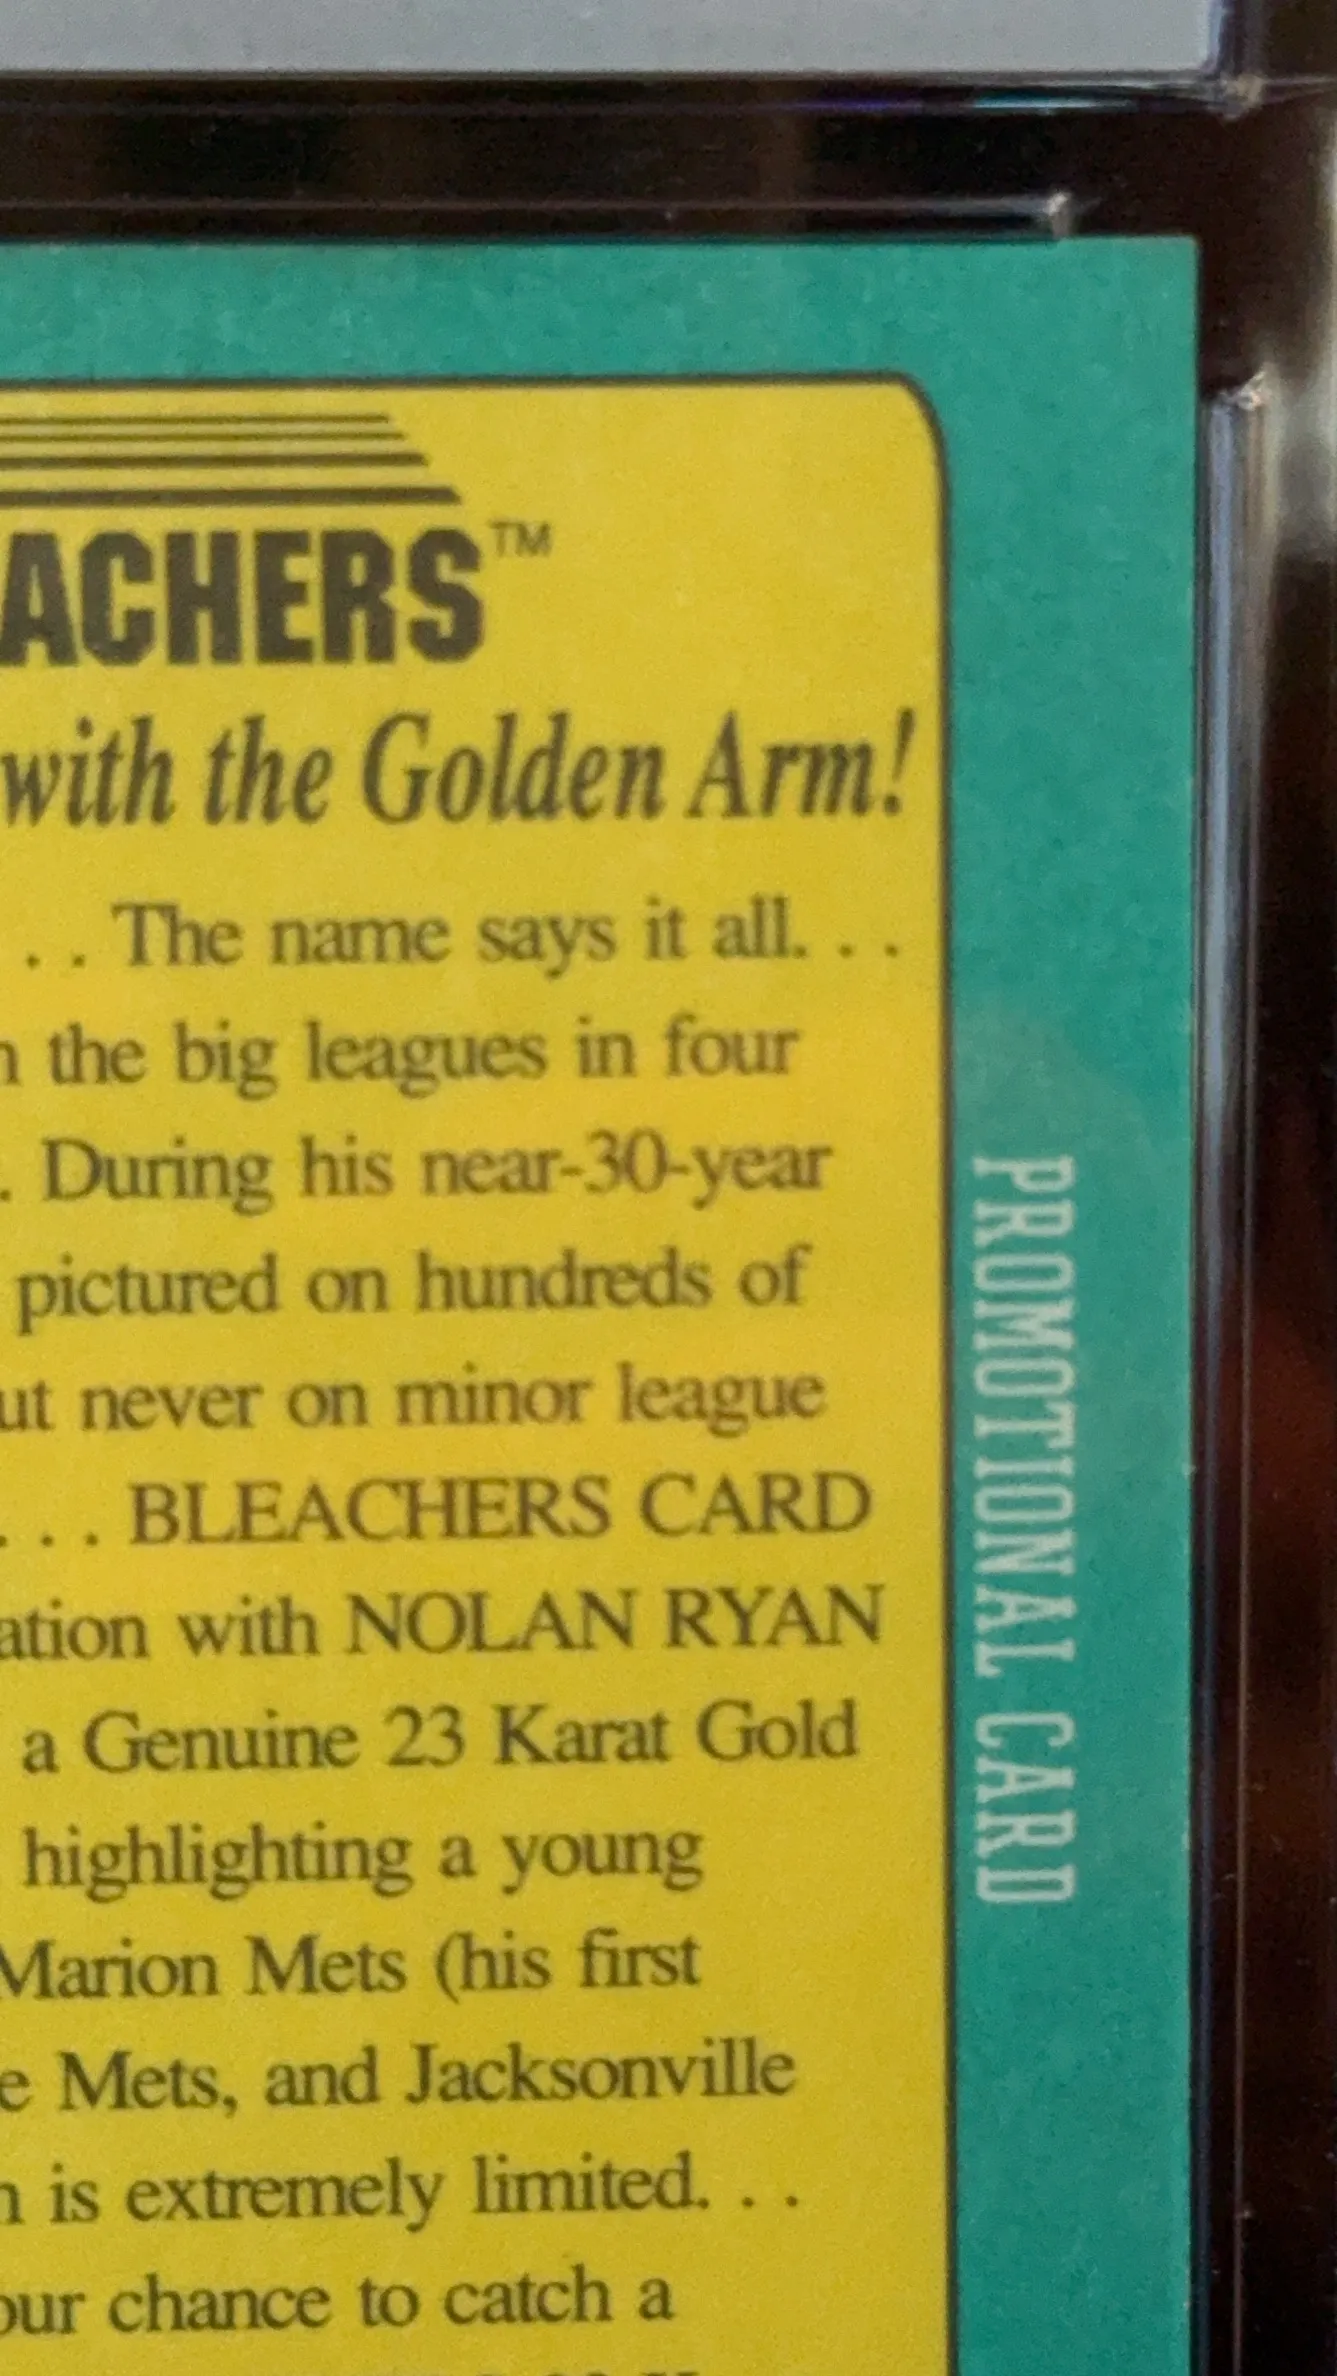 ACHERS™
with the Golden Arm!
. . The name says it all. . .
n the big leagues in four
. During his near-30-year
pictured on hundreds of
ut never on minor league
. . . BLEACHERS CARD
ation with NOLAN RYAN
a Genuine 23 Karat Gold
highlighting a young
Marion Mets (his first
e Mets, and Jacksonville
n is extremely limited. . .
our chance to catch a
PROMOTIONAL CARD